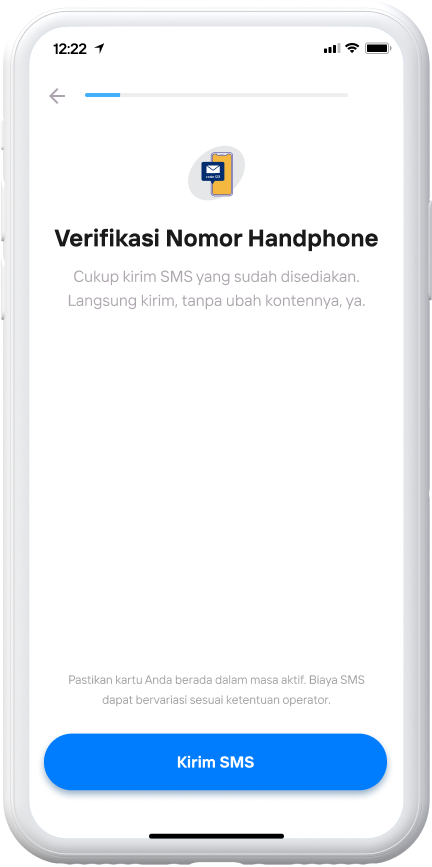 12:22
Verifikasi Nomor Handphone
Cukup kirim SMS yang sudah disediakan.
Langsung kirim, tanpa ubah kontennya, ya.
Pastikan kartu Anda berada dalam masa aktif. Biaya SMS
dapat bervariasi sesuai ketentuan operator.
Kirim SMS